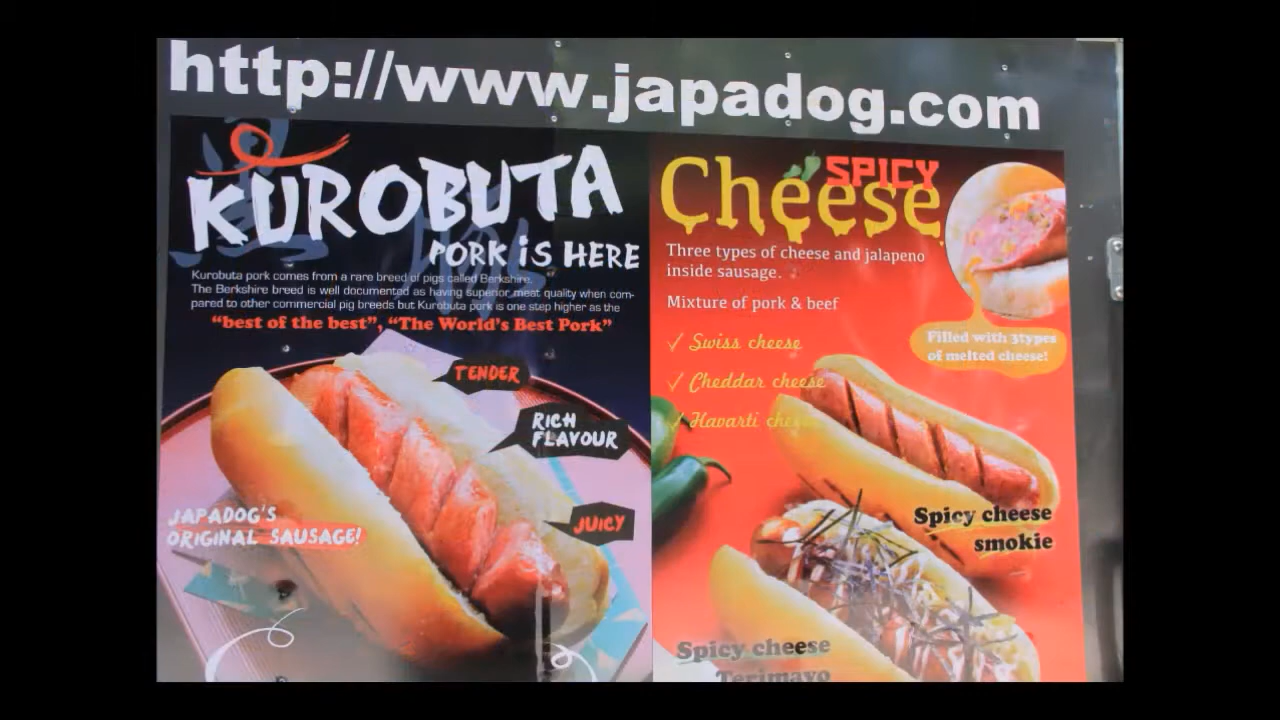 http://www.japadog.com
KUROBUTA
PORK IS HERE
Kurobuta pork comes from a rare breed of pigs called Berkshire.
The Berkshire breed is well documented as having superior meat quality when com-
pared to other commercial pig breeds but Kurobuta pork is one step higher as the
"best of the best", "The World's Best Pork"
TENDER
RICH
FLAVOUR
JUICY
JAPADOG'S
ORIGINAL SAUSAGE!
SPICY
Cheese
Three types of cheese and jalapeno
inside sausage.
Mixture of pork & beef
✓ Swiss cheese
✓ Cheddar cheese
✓ Havarti cheese
Filled with 3types
of melted cheese!
Spicy cheese
smokie
Spicy cheese
Terimayo